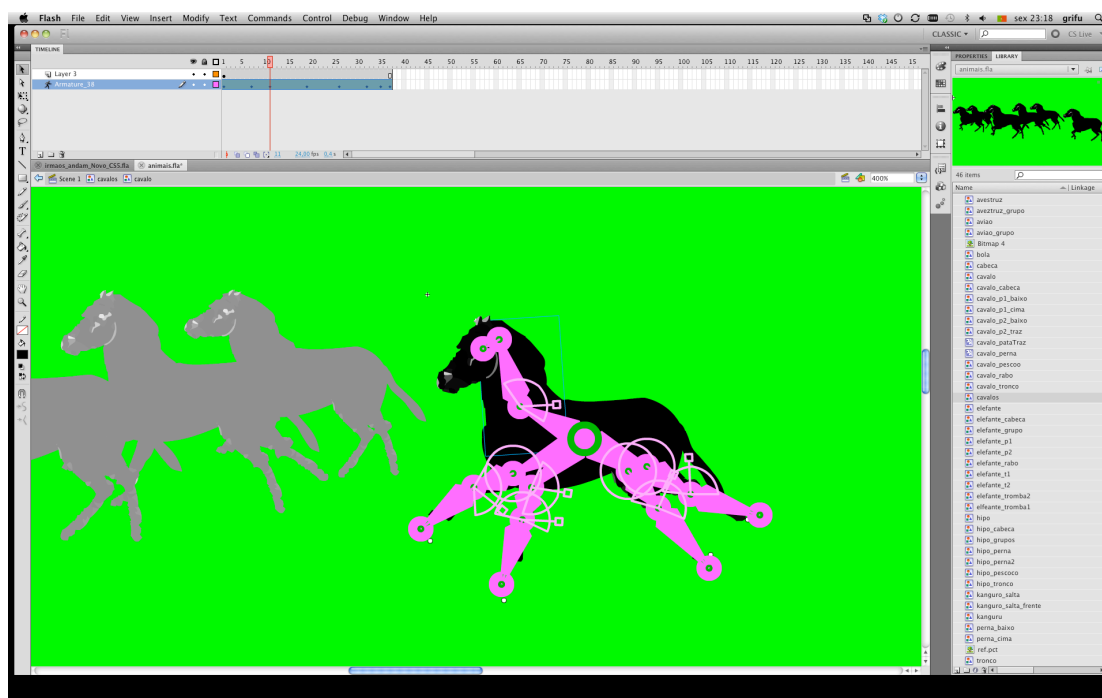 Flash File Edit View Insert Modify Text Commands Control Debug Window Help sex 23:18 grifu
CLASSIC CS Live
TIMELINE
1 5 10 15 20 25 30 35 40 45 50 55 60 65 70 75 80 85 90 95 100 105 110 115 120 125 130 135 140 145 15
Layer 3
Armature_38
11 24,00 fps 0,4 s
irmaos_andam_Novo_CS5.fla animais.fla*
Scene 1 cavalos cavalo 400%
PROPERTIES LIBRARY
animais.fla
46 items
Name Linkage
avestruz
aveztruz_grupo
aviao
aviao_grupo
Bitmap 4
bola
cabeca
cavalo
cavalo_cabeca
cavalo_p1_baixo
cavalo_p1_cima
cavalo_p2_baixo
cavalo_p2_traz
cavalo_pataTraz
cavalo_perna
cavalo_pescoo
cavalo_rabo
cavalo_tronco
cavalos
elefante
elefante_cabeca
elefante_grupo
elefante_p1
elefante_p2
elefante_rabo
elefante_t1
elefante_t2
elefante_tromba2
elfeante_tromba1
hipo
hipo_cabeca
hipo_grupos
hipo_perna
hipo_perna2
hipo_pescoco
hipo_tronco
kanguro_salta
kanguro_salta_frente
kanguru
perna_baixo
perna_cima
ref.pct
tronco